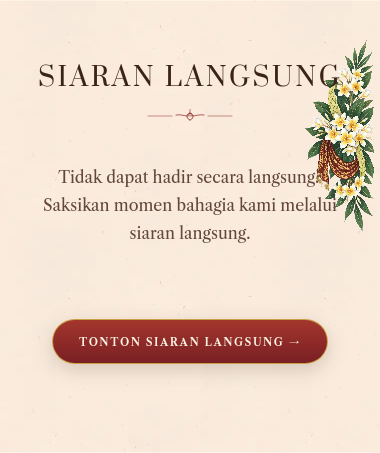 SIARAN LANGSUNG
Tidak dapat hadir secara langsung?
Saksikan momen bahagia kami melalui
siaran langsung.
TONTON SIARAN LANGSUNG →